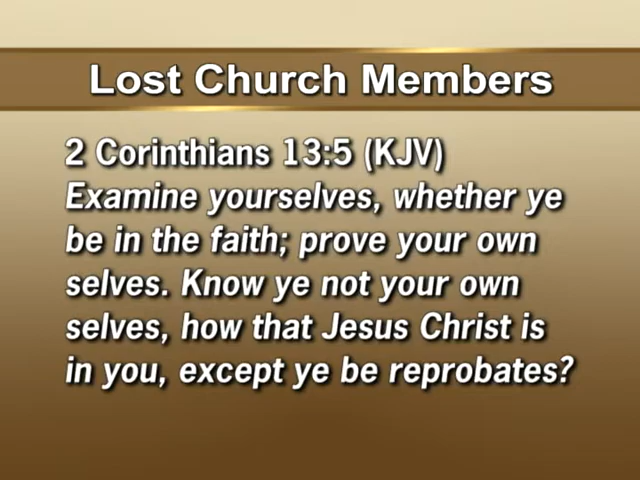 Lost Church Members
2 Corinthians 13:5 (KJV)
Examine yourselves, whether ye
be in the faith; prove your own
selves. Know ye not your own
selves, how that Jesus Christ is
in you, except ye be reprobates?